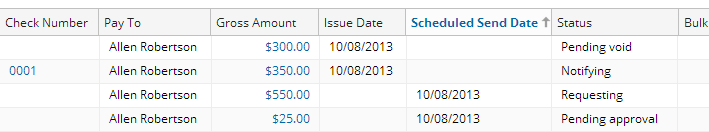 Check Number Pay To Gross Amount Issue Date Scheduled Send Date↑ Status Bulk
Allen Robertson $300.00 10/08/2013 Pending void
0001 Allen Robertson $350.00 10/08/2013 Notifying
Allen Robertson $550.00 10/08/2013 Requesting
Allen Robertson $25.00 10/08/2013 Pending approval